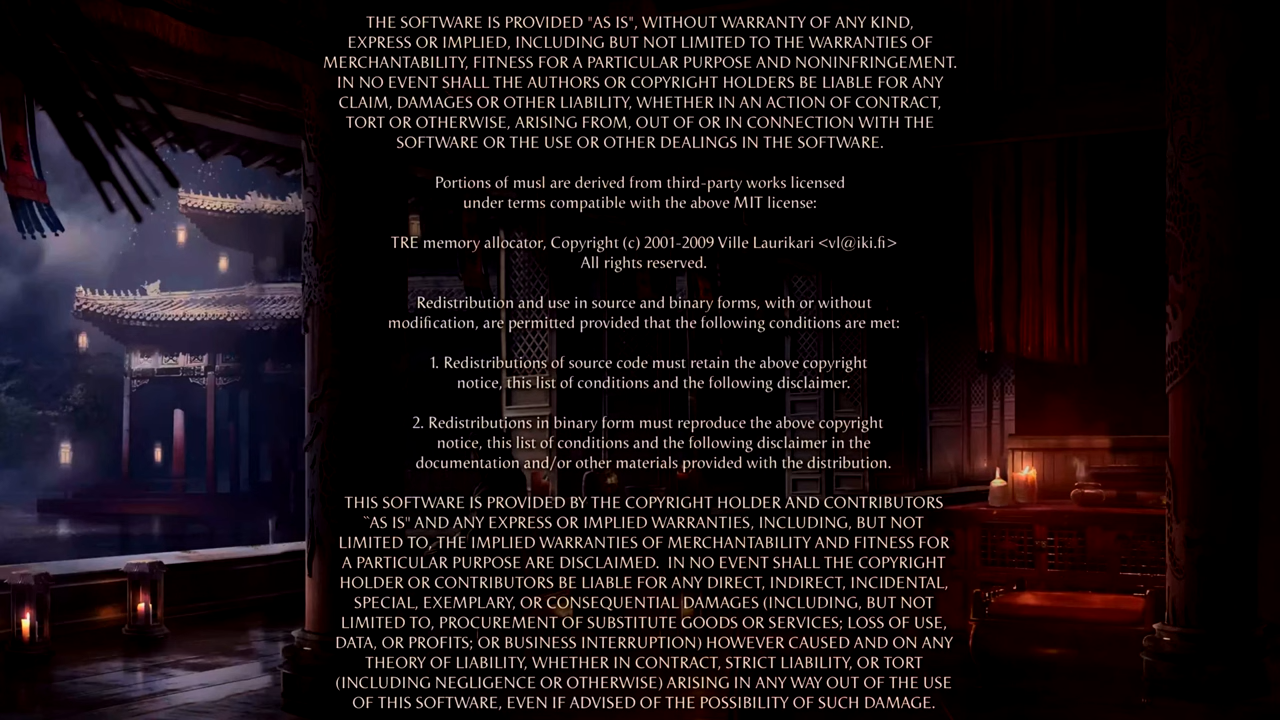 THE SOFTWARE IS PROVIDED "AS IS", WITHOUT WARRANTY OF ANY KIND,
EXPRESS OR IMPLIED, INCLUDING BUT NOT LIMITED TO THE WARRANTIES OF
MERCHANTABILITY, FITNESS FOR A PARTICULAR PURPOSE AND NONINFRINGEMENT.
IN NO EVENT SHALL THE AUTHORS OR COPYRIGHT HOLDERS BE LIABLE FOR ANY
CLAIM, DAMAGES OR OTHER LIABILITY, WHETHER IN AN ACTION OF CONTRACT,
TORT OR OTHERWISE, ARISING FROM, OUT OF OR IN CONNECTION WITH THE
SOFTWARE OR THE USE OR OTHER DEALINGS IN THE SOFTWARE.
Portions of musl are derived from third-party works licensed
under terms compatible with the above MIT license:
TRE memory allocator, Copyright (c) 2001-2009 Ville Laurikari <vl@iki.fi>
All rights reserved.
Redistribution and use in source and binary forms, with or without
modification, are permitted provided that the following conditions are met:
1. Redistributions of source code must retain the above copyright
notice, this list of conditions and the following disclaimer.
2. Redistributions in binary form must reproduce the above copyright
notice, this list of conditions and the following disclaimer in the
documentation and/or other materials provided with the distribution.
THIS SOFTWARE IS PROVIDED BY THE COPYRIGHT HOLDER AND CONTRIBUTORS
``AS IS'' AND ANY EXPRESS OR IMPLIED WARRANTIES, INCLUDING, BUT NOT
LIMITED TO, THE IMPLIED WARRANTIES OF MERCHANTABILITY AND FITNESS FOR
A PARTICULAR PURPOSE ARE DISCLAIMED.  IN NO EVENT SHALL THE COPYRIGHT
HOLDER OR CONTRIBUTORS BE LIABLE FOR ANY DIRECT, INDIRECT, INCIDENTAL,
SPECIAL, EXEMPLARY, OR CONSEQUENTIAL DAMAGES (INCLUDING, BUT NOT
LIMITED TO, PROCUREMENT OF SUBSTITUTE GOODS OR SERVICES; LOSS OF USE,
DATA, OR PROFITS; OR BUSINESS INTERRUPTION) HOWEVER CAUSED AND ON ANY
THEORY OF LIABILITY, WHETHER IN CONTRACT, STRICT LIABILITY, OR TORT
(INCLUDING NEGLIGENCE OR OTHERWISE) ARISING IN ANY WAY OUT OF THE USE
OF THIS SOFTWARE, EVEN IF ADVISED OF THE POSSIBILITY OF SUCH DAMAGE.